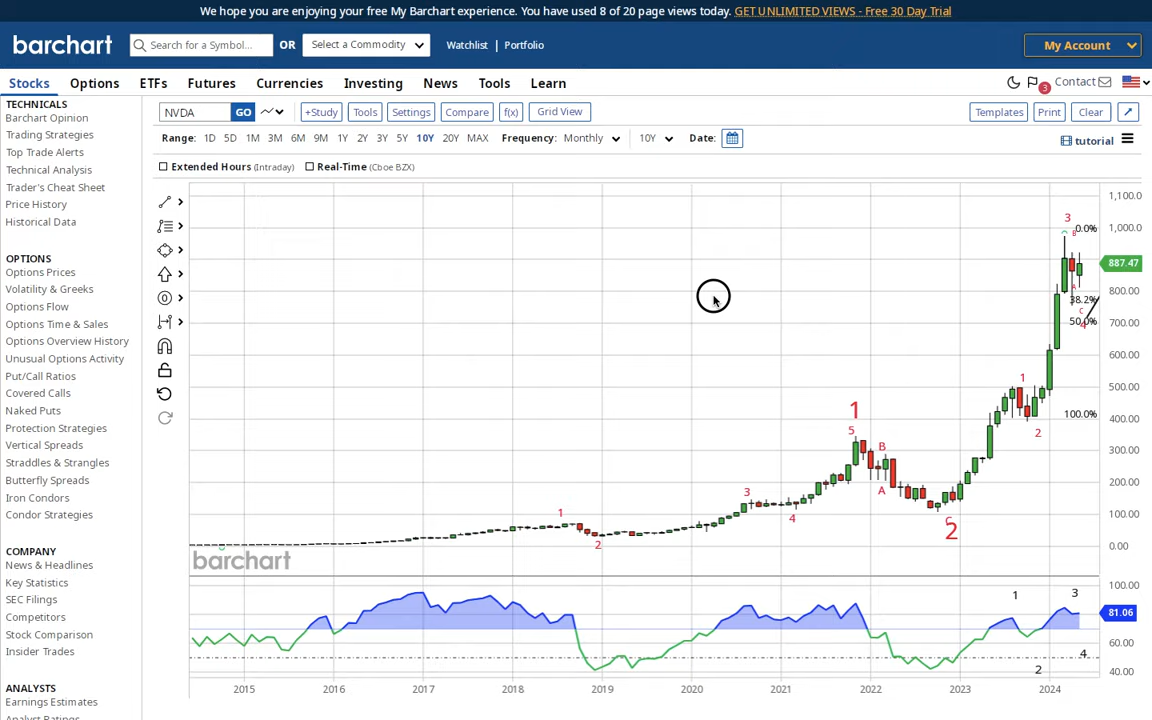 We hope you are enjoying your free My Barchart experience. You have used 8 of 20 page views today. GET UNLIMITED VIEWS - Free 30 Day Trial
barchart Search for a Symbol... OR Select a Commodity Watchlist | Portfolio My Account
Stocks Options ETFs Futures Currencies Investing News Tools Learn 3 Contact
TECHNICALS
Barchart Opinion
Trading Strategies
Top Trade Alerts
Technical Analysis
Trader's Cheat Sheet
Price History
Historical Data
OPTIONS
Options Prices
Volatility & Greeks
Options Flow
Options Time & Sales
Options Overview History
Unusual Options Activity
Put/Call Ratios
Covered Calls
Naked Puts
Protection Strategies
Vertical Spreads
Straddles & Strangles
Butterfly Spreads
Iron Condors
Condor Strategies
COMPANY
News & Headlines
Key Statistics
SEC Filings
Competitors
Stock Comparison
Insider Trades
ANALYSTS
Earnings Estimates
Analyst Ratings
NVDA GO +Study Tools Settings Compare f(x) Grid View Templates Print Clear
Range: 1D 5D 1M 3M 6M 9M 1Y 2Y 3Y 5Y 10Y 20Y MAX Frequency: Monthly 10Y Date: tutorial
Extended Hours (Intraday) Real-Time (Cboe BZX)
1,100.0
3
B 0.0% 1,000.0
887.47
A
38.2% 800.00
C
50.0% 4 700.00
600.00
1 500.00
1 100.0% 400.00
5 2
B 300.00
3 A 200.00
1 4 2 100.00
2 0.00
barchart
100.00
1 3
81.06
4 60.00
2 40.00
2015 2016 2017 2018 2019 2020 2021 2022 2023 2024